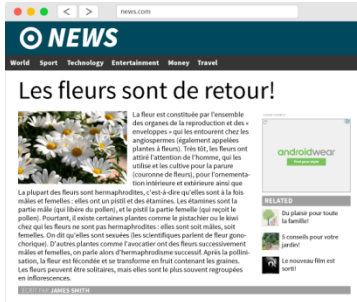 news.com
NEWS
World Sport Technology Entertainment Money Travel
Les fleurs sont de retour!
La fleur est constituée par l'ensemble
des organes de la reproduction et des «
enveloppes » qui les entourent chez les
angiospermes (également appelées
plantes à fleurs). Très tôt, les fleurs ont
attiré l'attention de l'homme, qui les
utilise et les cultive pour la parure
(couronne de fleurs), pour l'ornementa-
tion intérieure et extérieure ainsi que
La plupart des fleurs sont hermaphrodites, c'est-à-dire qu'elles sont à la fois
mâles et femelles : elles ont un pistil et des étamines. Les étamines sont la
partie mâle (qui libère du pollen), et le pistil la partie femelle (qui reçoit le
pollen). Pourtant, il existe certaines plantes comme le pistachier ou le kiwi
chez qui les fleurs ne sont pas hermaphrodites : elles sont soit mâles, soit
femelles. On dit qu'elles sont sexuées (les scientifiques parlent de fleur gono-
chorique). D'autres plantes comme l'avocatier ont des fleurs successivement
mâles et femelles, on parle alors d'hermaphrodisme successif. Après la pollini-
sation, la fleur est fécondée et se transforme en fruit contenant les graines.
Les fleurs peuvent être solitaires, mais elles sont le plus souvent regroupées
en inflorescences.
ECRIT PAR JAMES SMITH
androidwear
RELATED
Du plaisir pour toute
la famille!
5 conseils pour votre
jardin!
Le nouveau film est
sorti!